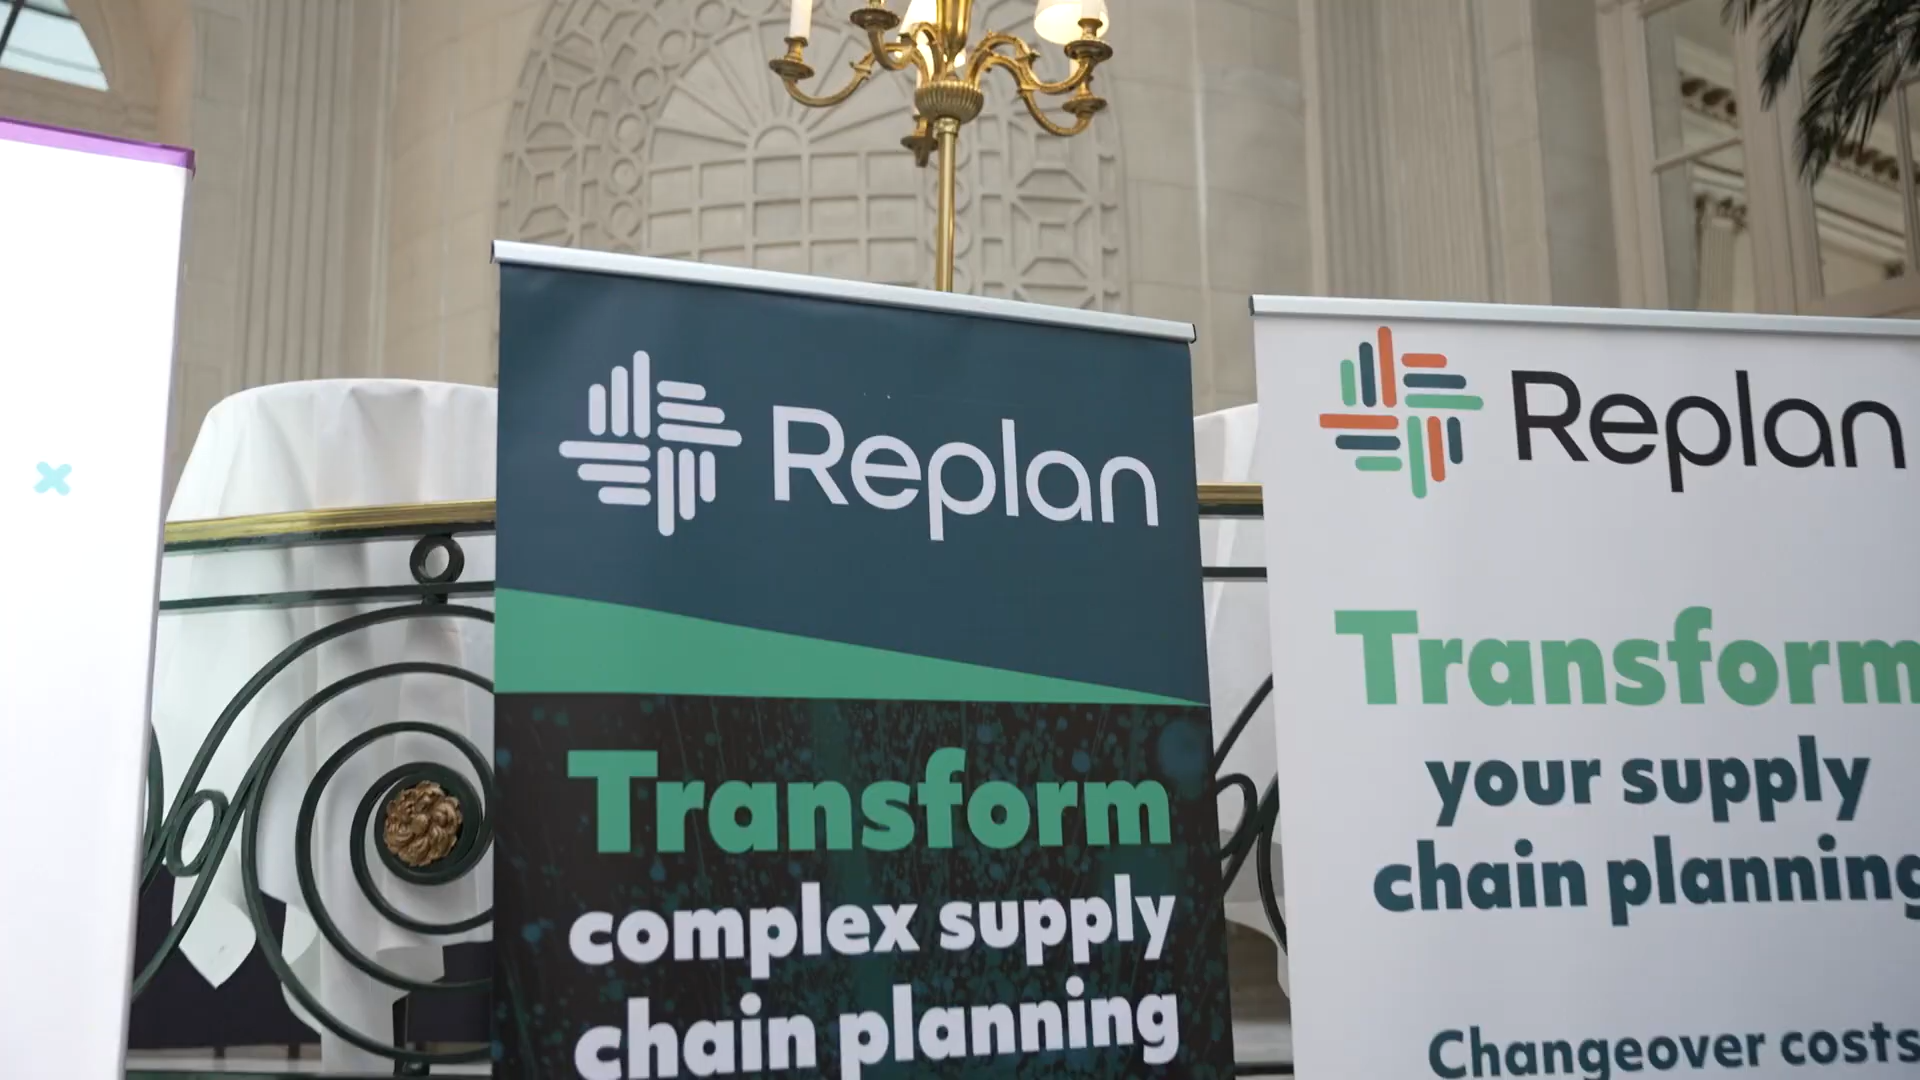 Replan
Transform
complex supply
chain planning
Replan
Transform
your supply
chain planning
Changeover costs